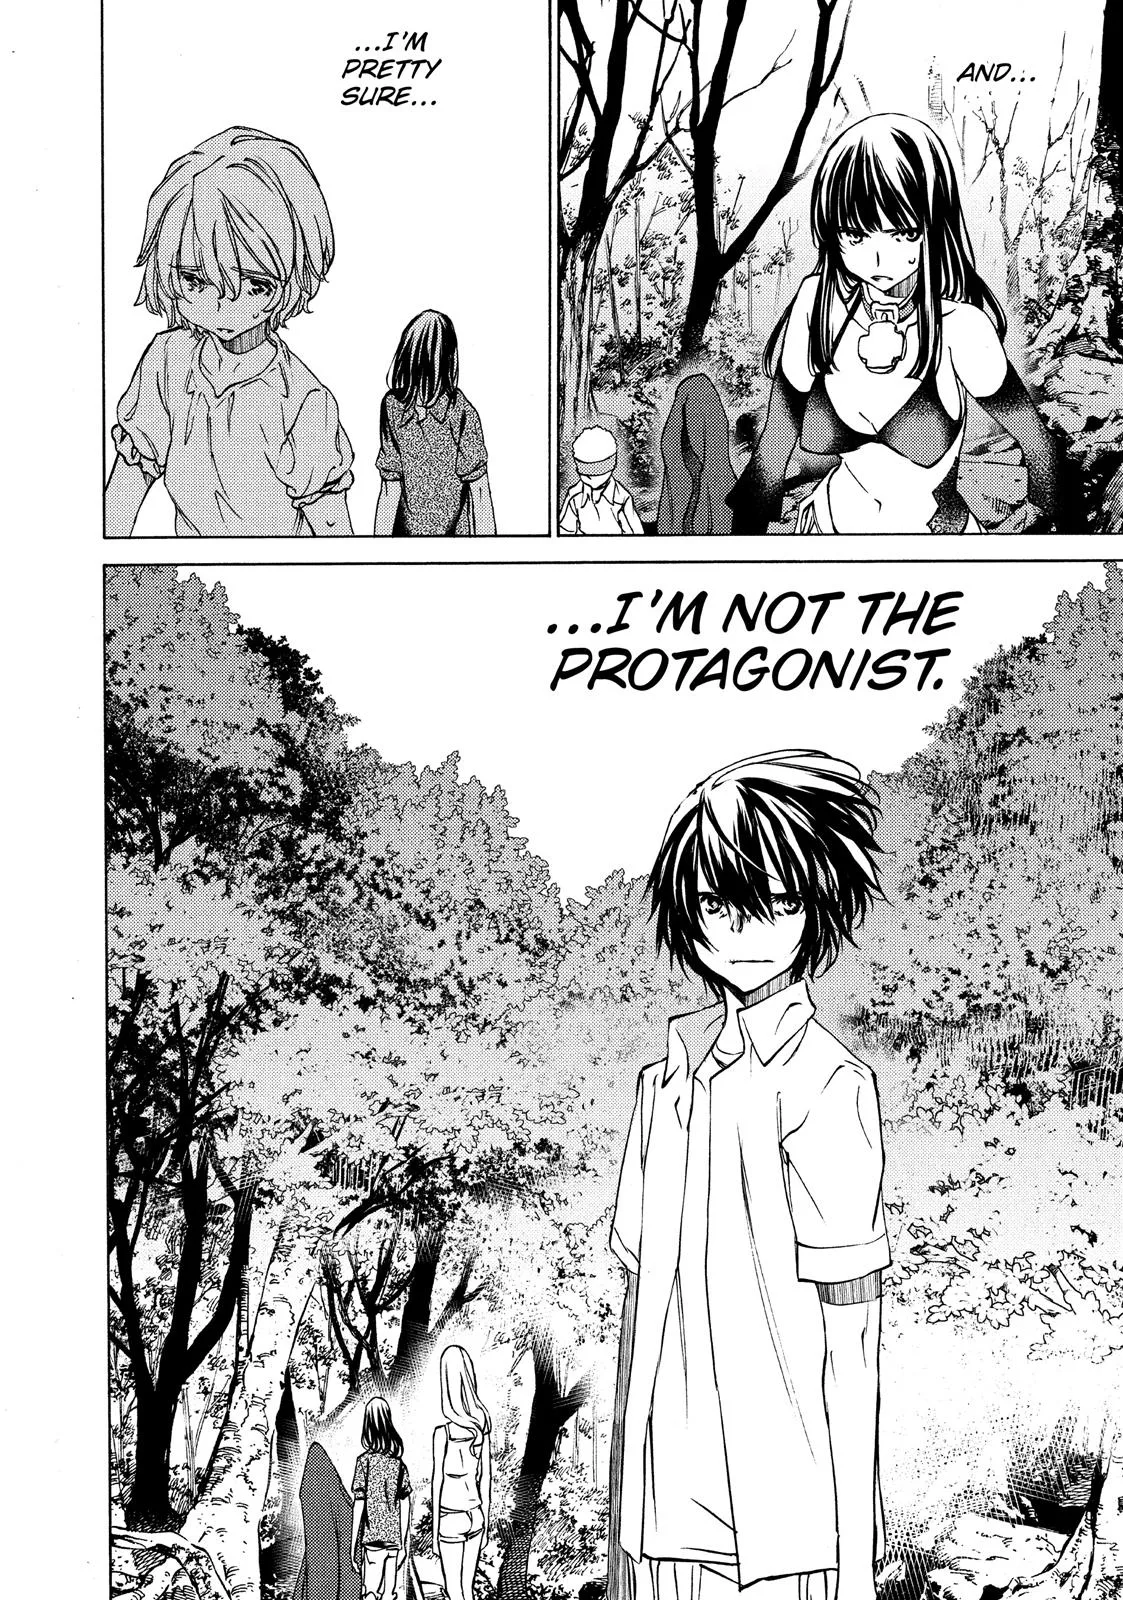 AND...
...I'M
PRETTY
SURE...
...I'M NOT THE
PROTAGONIST.